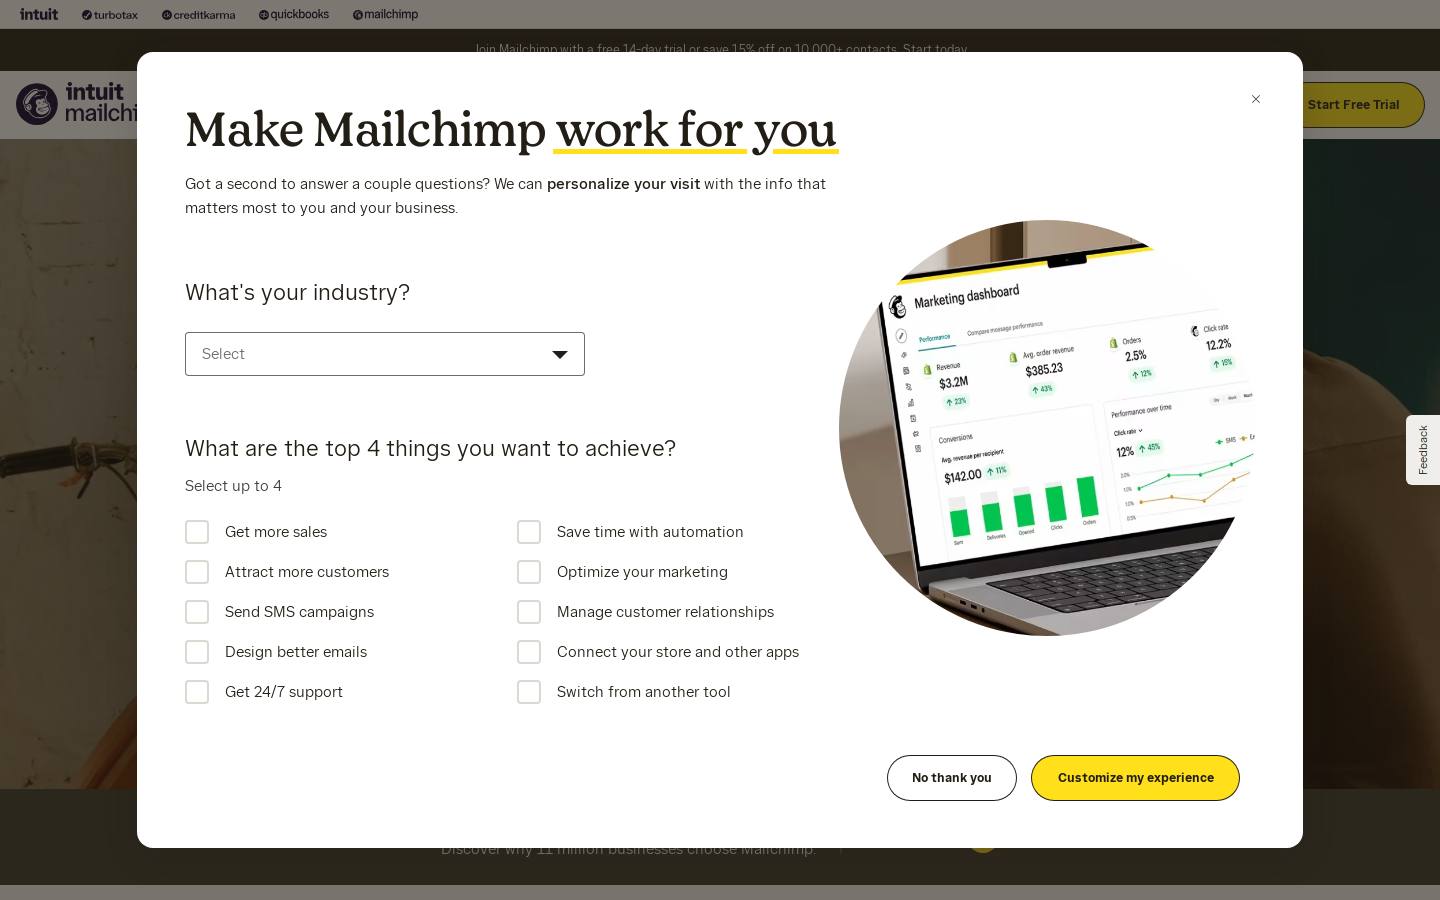 intuit
turbotax
creditkarma
quickbooks
mailchimp
Join Mailchimp with a free 14-day trial or save 15% off on 10,000+ contacts. Start today
intuit
mailchi
Start Free Trial
Make Mailchimp work for you
Got a second to answer a couple questions? We can personalize your visit with the info that
matters most to you and your business.
What's your industry?
Select
What are the top 4 things you want to achieve?
Select up to 4
Get more sales
Save time with automation
Attract more customers
Optimize your marketing
Send SMS campaigns
Manage customer relationships
Design better emails
Connect your store and other apps
Get 24/7 support
Switch from another tool
Marketing dashboard
Performance
Compare message performance
Revenue
$3.2M
23%
Avg. order revenue
$385.23
43%
Orders
2.5%
12%
Click rate
12.2%
15%
Conversions
Avg. revenue per recipient
$142.00
11%
Sent
Deliveries
Opened
Clicks
Orders
Performance over time
Click rate
12%
45%
SMS
No thank you
Customize my experience
Feedback
Discover why 11 million businesses choose Mailchimp.